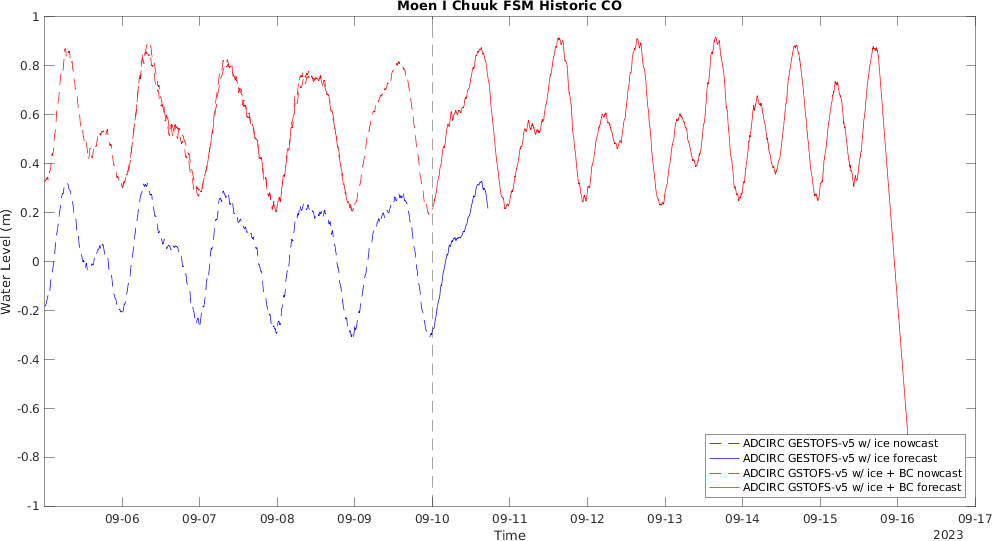 Moen I Chuuk FSM Historic CO
1
0.8
0.6
0.4
0.2
0
-0.2
-0.4
-0.6
-0.8
-1
Water Level (m)
ADCIRC GESTOFS-v5 w/ ice nowcast
ADCIRC GESTOFS-v5 w/ ice forecast
ADCIRC GSTOFS-v5 w/ ice + BC nowcast
ADCIRC GSTOFS-v5 w/ ice + BC forecast
09-06 09-07 09-08 09-09 09-10 09-11 09-12 09-13 09-14 09-15 09-16 09-17
Time
2023